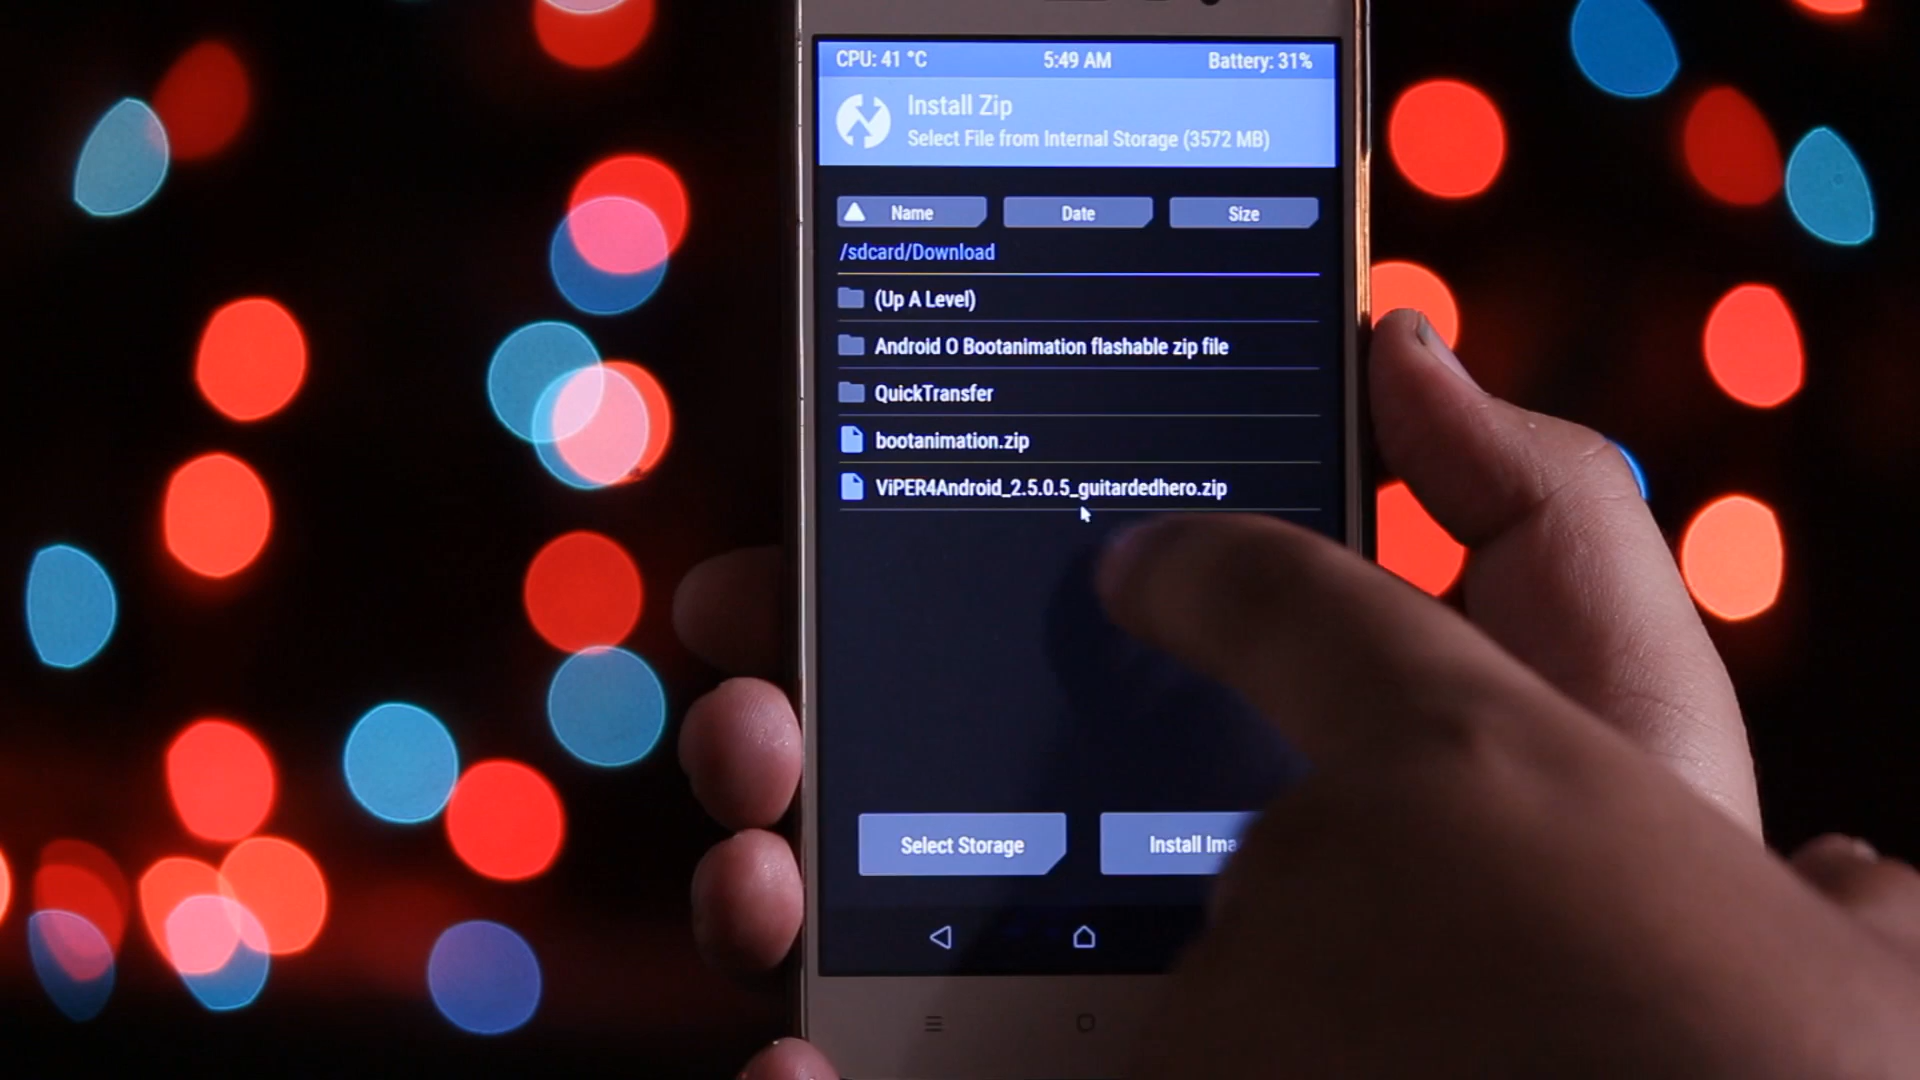 CPU: 41 °C 5:49 AM Battery: 31%
Install Zip
Select File from Internal Storage (3572 MB)
Name Date Size
/sdcard/Download
(Up A Level)
Android O Bootanimation flashable zip file
QuickTransfer
bootanimation.zip
ViPER4Android_2.5.0.5_guitardedhero.zip
Select Storage Install Ima